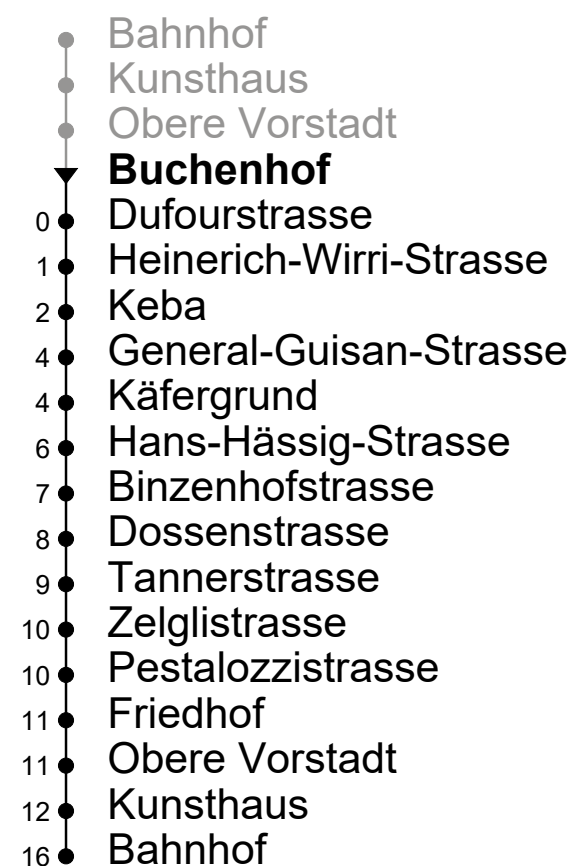 Bahnhof
Kunsthaus
Obere Vorstadt
Buchenhof
0 Dufourstrasse
1 Heinerich-Wirri-Strasse
2 Keba
4 General-Guisan-Strasse
4 Käfergrund
6 Hans-Hässig-Strasse
7 Binzenhofstrasse
8 Dossenstrasse
9 Tannerstrasse
10 Zelglistrasse
10 Pestalozzistrasse
11 Friedhof
11 Obere Vorstadt
12 Kunsthaus
16 Bahnhof